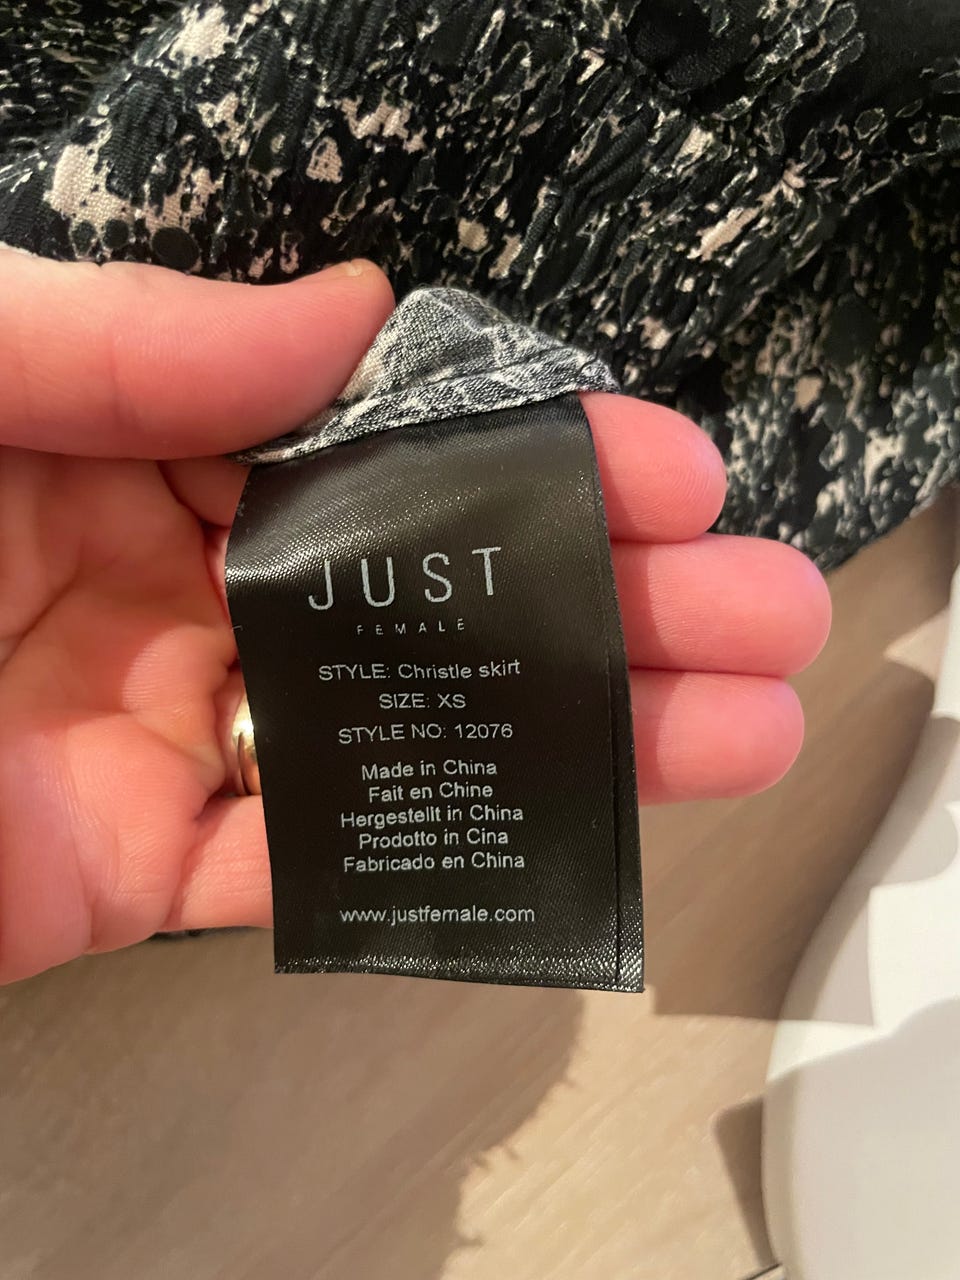 JUST
FEMALE
STYLE: Christle skirt
SIZE: XS
STYLE NO: 12076
Made in China
Fait en Chine
Hergestellt in China
Prodotto in Cina
Fabricado en China
www.justfemale.com